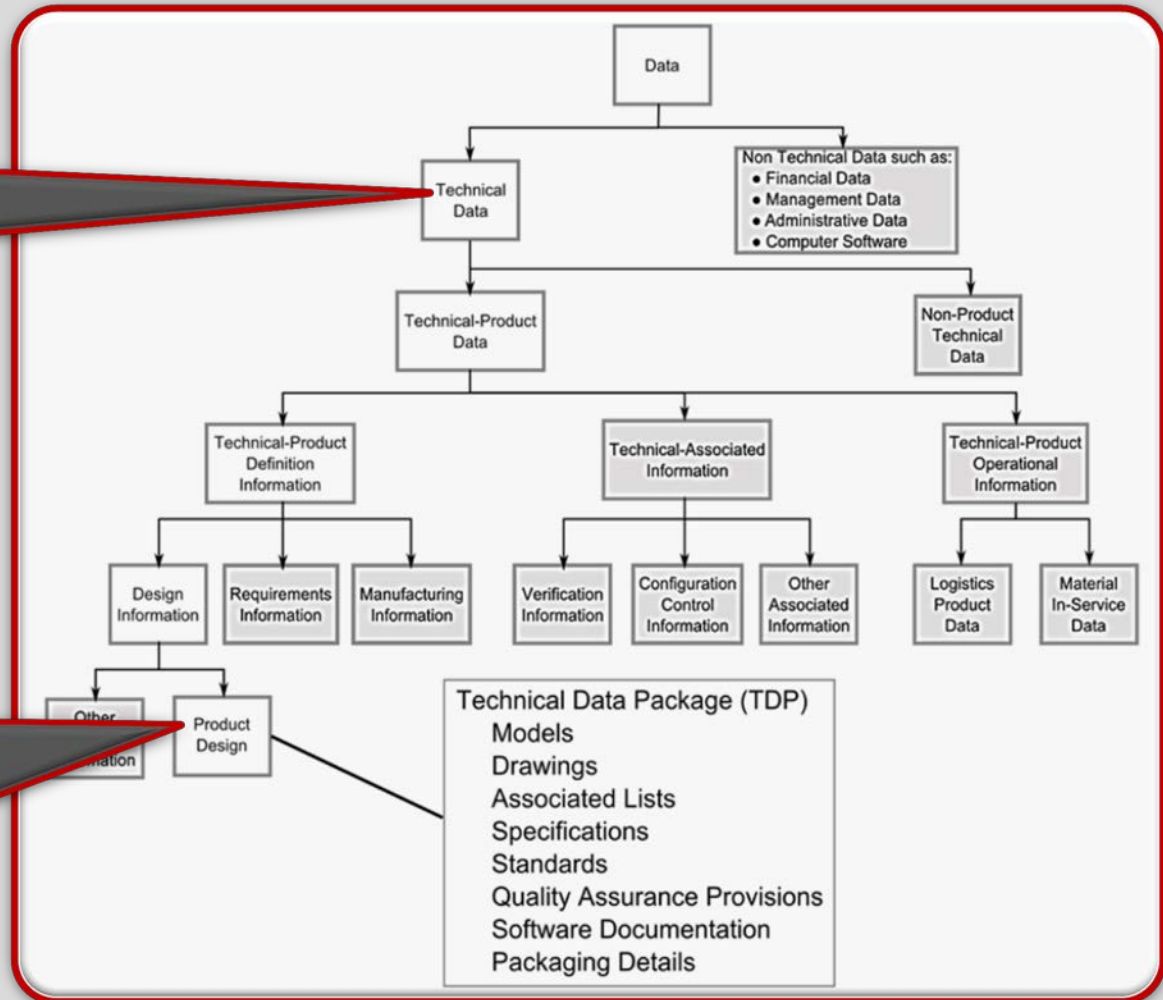 Data
Technical
Data
Non Technical Data such as:
• Financial Data
• Management Data
• Administrative Data
• Computer Software
Technical-Product
Data
Non-Product
Technical
Data
Technical-Product
Definition
Information
Technical-Associated
Information
Technical-Product
Operational
Information
Design
Information
Requirements
Information
Manufacturing
Information
Verification
Information
Configuration
Control
Information
Other
Associated
Information
Logistics
Product
Data
Material
In-Service
Data
Other
Product
Design
Technical Data Package (TDP)
Models
Drawings
Associated Lists
Specifications
Standards
Quality Assurance Provisions
Software Documentation
Packaging Details